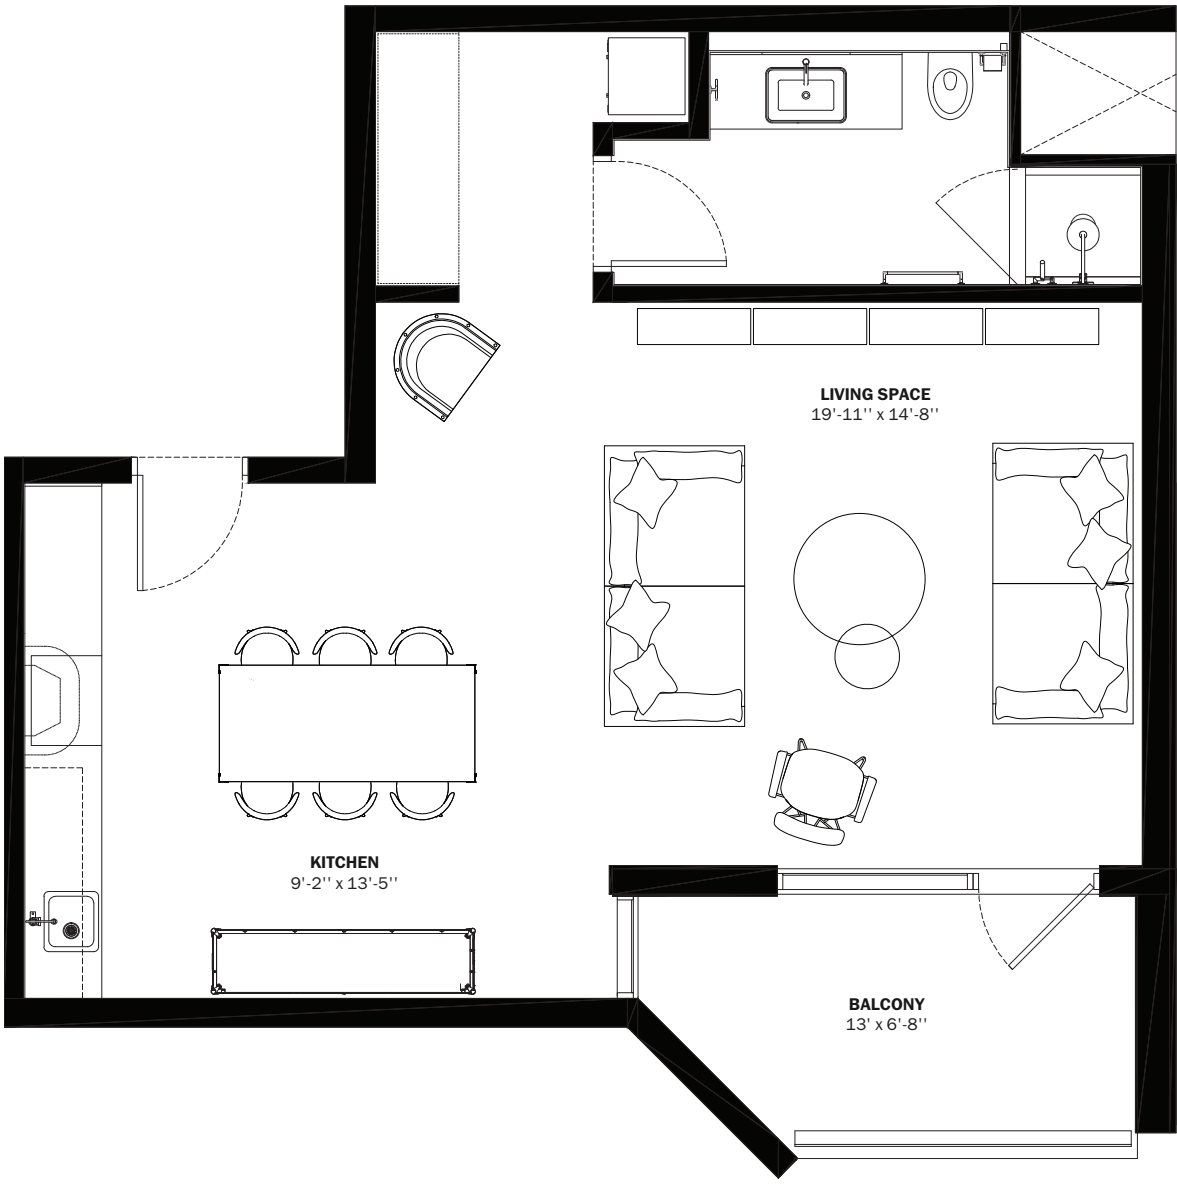 LIVING SPACE
19'-11'' x 14'-8''
KITCHEN
9'-2'' x 13'-5''
BALCONY
13' x 6'-8''